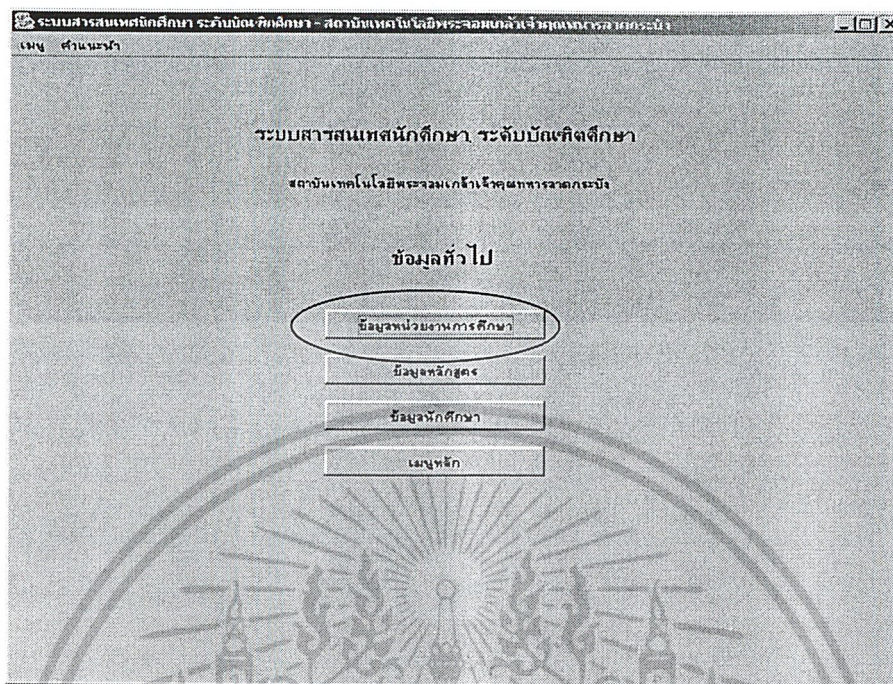 ระบบสารสนเทศนักศึกษา ระดับบัณฑิตศึกษา - สถาบันเทคโนโลยีพระจอมเกล้าเจ้าคุณทหารลาดกระบัง
เมนู คำแนะนำ
ระบบสารสนเทศนักศึกษา ระดับบัณฑิตศึกษา
สถาบันเทคโนโลยีพระจอมเกล้าเจ้าคุณทหารลาดกระบัง
ข้อมูลทั่วไป
ข้อมูลหน่วยงานการศึกษา
ข้อมูลหลักสูตร
ข้อมูลนักศึกษา
เมนูหลัก